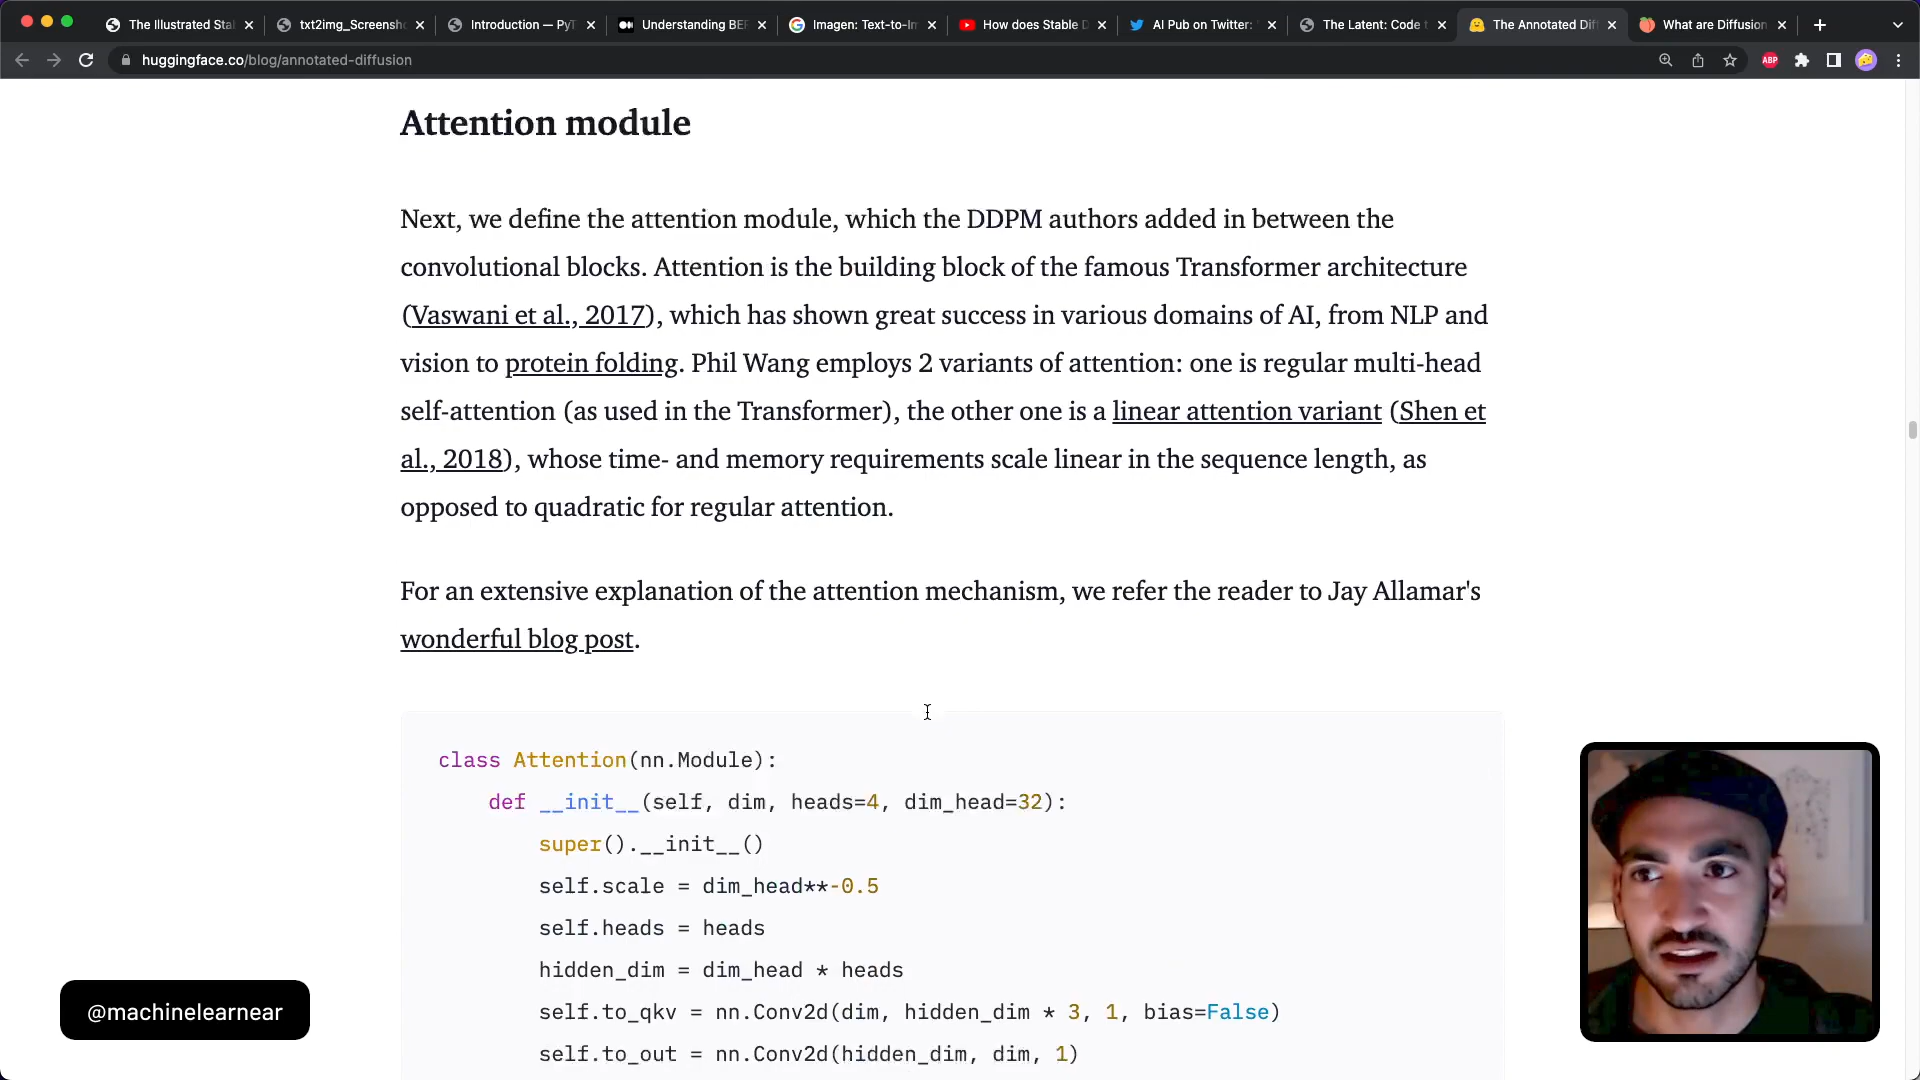 The Illustrated Sta
txt2img_Screensh
Introduction — PyT
Understanding BER
Imagen: Text-to-Im
How does Stable D
AI Pub on Twitter:
The Latent: Code t
The Annotated Diff
What are Diffusion
huggingface.co/blog/annotated-diffusion
ABP
Attention module
Next, we define the attention module, which the DDPM authors added in between the
convolutional blocks. Attention is the building block of the famous Transformer architecture
(Vaswani et al., 2017), which has shown great success in various domains of AI, from NLP and
vision to protein folding. Phil Wang employs 2 variants of attention: one is regular multi-head
self-attention (as used in the Transformer), the other one is a linear attention variant (Shen et
al., 2018), whose time- and memory requirements scale linear in the sequence length, as
opposed to quadratic for regular attention.
For an extensive explanation of the attention mechanism, we refer the reader to Jay Allamar's
wonderful blog post.
class Attention(nn.Module):
def __init__(self, dim, heads=4, dim_head=32):
super().__init__()
self.scale = dim_head**-0.5
self.heads = heads
hidden_dim = dim_head * heads
self.to_qkv = nn.Conv2d(dim, hidden_dim * 3, 1, bias=False)
self.to_out = nn.Conv2d(hidden_dim, dim, 1)
@machinelearnear